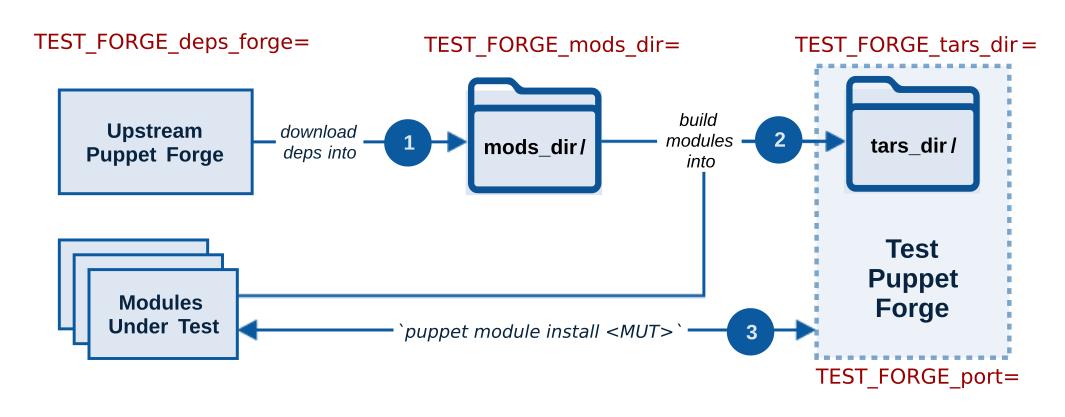 TEST_FORGE_deps_forge=
TEST_FORGE_mods_dir=
TEST_FORGE_tars_dir=
Upstream
Puppet Forge
download
deps into
1
mods_dir/
build
modules
into
2
tars_dir/
Test
Puppet
Forge
Modules
Under Test
`puppet module install <MUT>`
3
TEST_FORGE_port=